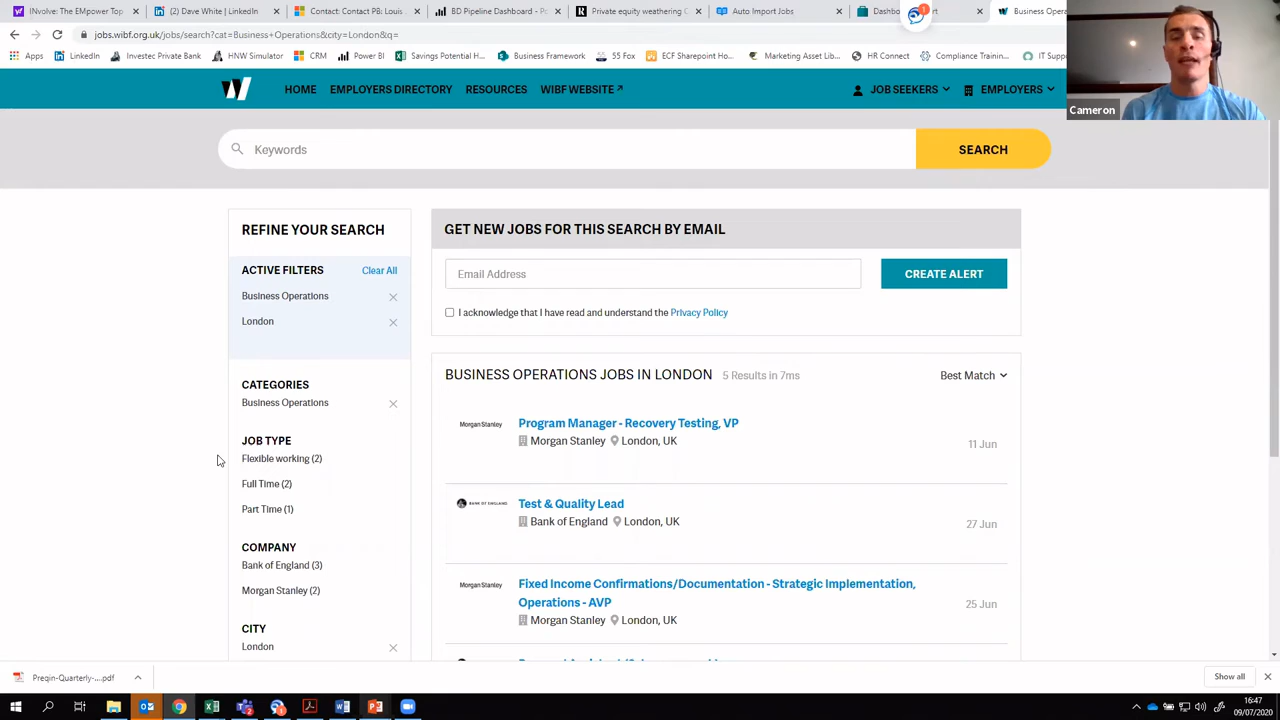 (Nvolve: The EMpower Top
(2) Dave White | LinkedIn
Contact: Contact PB: Louis
BD Pipeline Dashboard - P
Private equity weathering C
Auto Import Jobs
Dashbo
1
Business Opera
jobs.wibf.org.uk/jobs/search?t=Business+Operations&city=London&q=
Apps
LinkedIn
Investec Private Bank
HNW Simulator
CRM
Power BI
Savings Potential H...
Business Framework
55 Fox
ECF Sharepoint Ho...
Marketing Asset Lib...
HR Connect
Compliance Trainin...
IT Supp
W
HOME
EMPLOYERS DIRECTORY
RESOURCES
WIBF WEBSITE
JOB SEEKERS
EMPLOYERS
Cameron
Keywords
SEARCH
REFINE YOUR SEARCH
ACTIVE FILTERS
Clear All
Business Operations
London
CATEGORIES
Business Operations
JOB TYPE
Flexible working (2)
Full Time (2)
Part Time (1)
COMPANY
Bank of England (3)
Morgan Stanley (2)
CITY
London
GET NEW JOBS FOR THIS SEARCH BY EMAIL
Email Address
CREATE ALERT
I acknowledge that I have read and understand the Privacy Policy
BUSINESS OPERATIONS JOBS IN LONDON
5 Results in 7ms
Best Match
Morgan Stanley
Program Manager - Recovery Testing, VP
Morgan Stanley London, UK
11 Jun
BANK OF ENGLAND
Test & Quality Lead
Bank of England London, UK
27 Jun
Morgan Stanley
Fixed Income Confirmations/Documentation - Strategic Implementation,
Operations - AVP
Morgan Stanley London, UK
25 Jun
Preqin-Quarterly-....pdf
Show all
16:47
09/07/2020